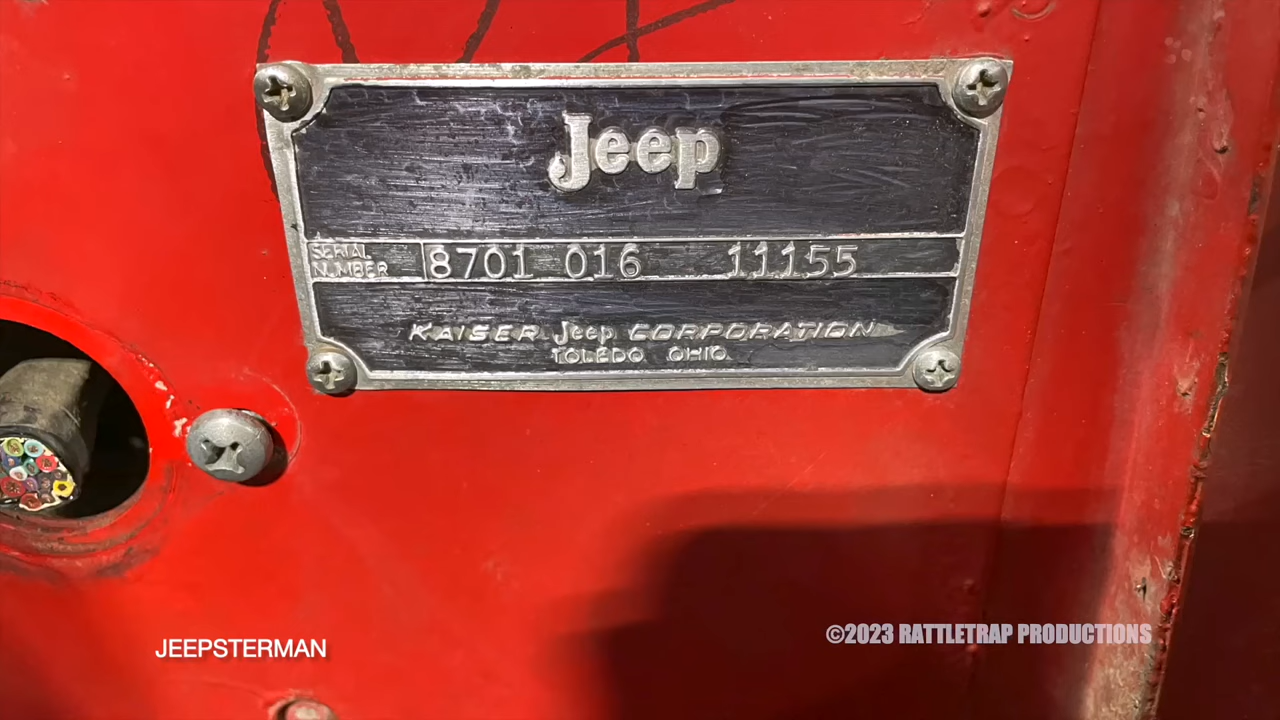 Jeep
SERIAL
NUMBER
8701 016 11155
KAISER Jeep CORPORATION
TOLEDO OHIO
JEEPSTERMAN
©2023 RATTLETRAP PRODUCTIONS